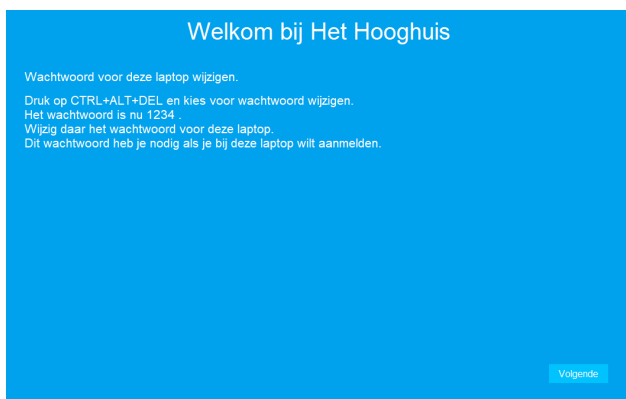 Welkom bij Het Hooghuis
Wachtwoord voor deze laptop wijzigen.
Druk op CTRL+ALT+DEL en kies voor wachtwoord wijzigen.
Het wachtwoord is nu 1234 .
Wijzig daar het wachtwoord voor deze laptop.
Dit wachtwoord heb je nodig als je bij deze laptop wilt aanmelden.
Volgende